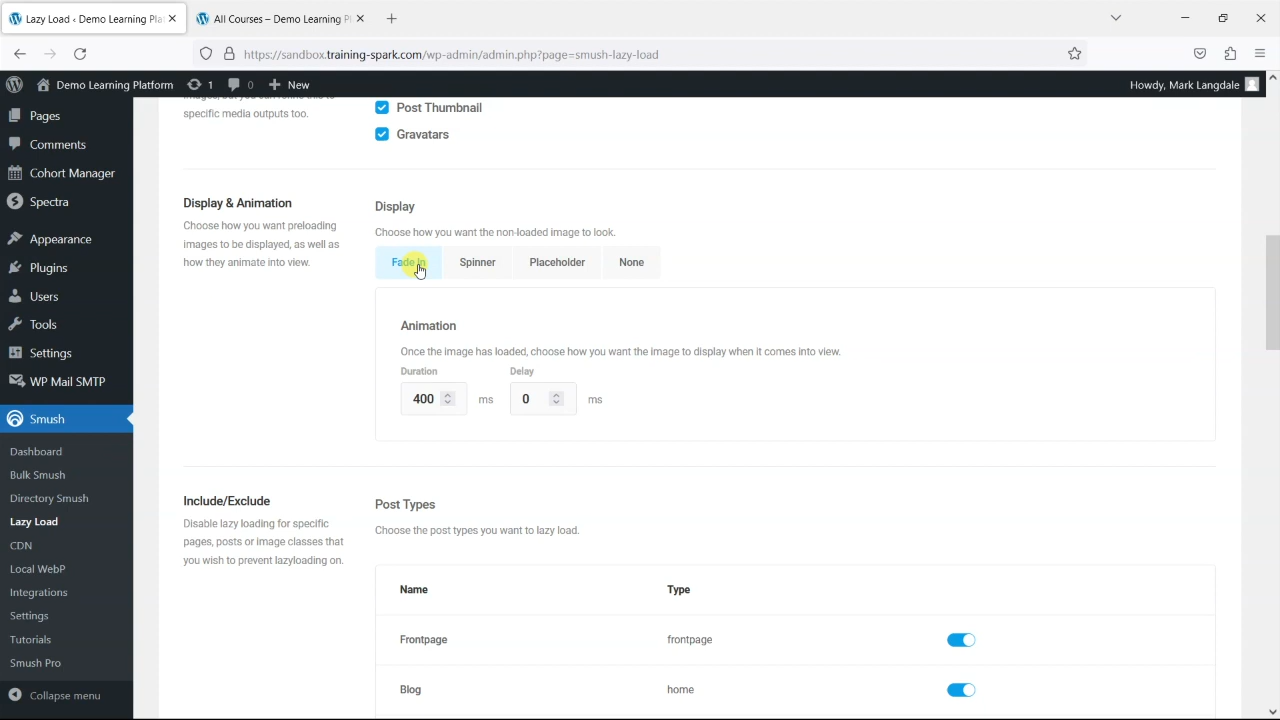 Lazy Load ‹ Demo Learning Pla
All Courses – Demo Learning Pl
https://sandbox.training-spark.com/wp-admin/admin.php?page=smush-lazy-load
Demo Learning Platform
1
0
New
Howdy, Mark Langdale
Pages
Comments
Cohort Manager
Spectra
Appearance
Plugins
Users
Tools
Settings
WP Mail SMTP
Smush
Dashboard
Bulk Smush
Directory Smush
Lazy Load
CDN
Local WebP
Integrations
Settings
Tutorials
Smush Pro
Collapse menu
specific media outputs too.
Post Thumbnail
Gravatars
Display & Animation
Choose how you want preloading
images to be displayed, as well as
how they animate into view.
Display
Choose how you want the non-loaded image to look.
Fade In
Spinner
Placeholder
None
Animation
Once the image has loaded, choose how you want the image to display when it comes into view.
Duration
Delay
400
ms
0
ms
Include/Exclude
Disable lazy loading for specific
pages, posts or image classes that
you wish to prevent lazyloading on.
Post Types
Choose the post types you want to lazy load.
Name
Type
Frontpage
frontpage
Blog
home